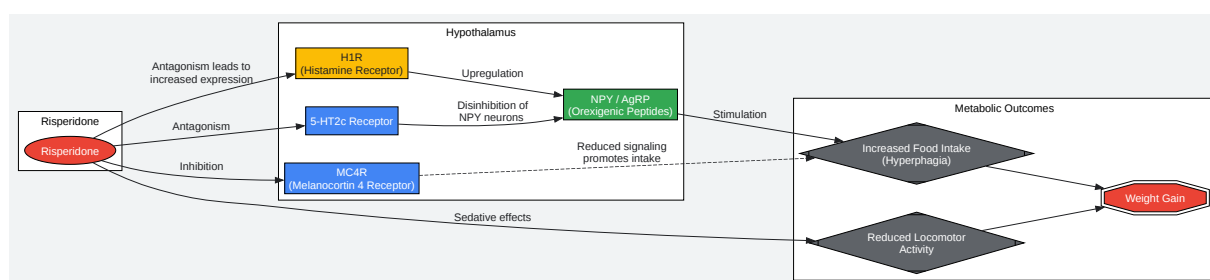 Hypothalamus
H1R
(Histamine Receptor)
Antagonism leads to
increased expression
Upregulation
NPY / AgRP
(Orexigenic Peptides)
Disinhibition of
NPY neurons
5-HT2c Receptor
Antagonism
Stimulation
Metabolic Outcomes
Risperidone
Risperidone
Increased Food Intake
(Hyperphagia)
Reduced signaling
promotes intake
Inhibition
MC4R
(Melanocortin 4 Receptor)
Weight Gain
Sedative effects
Reduced Locomotor
Activity